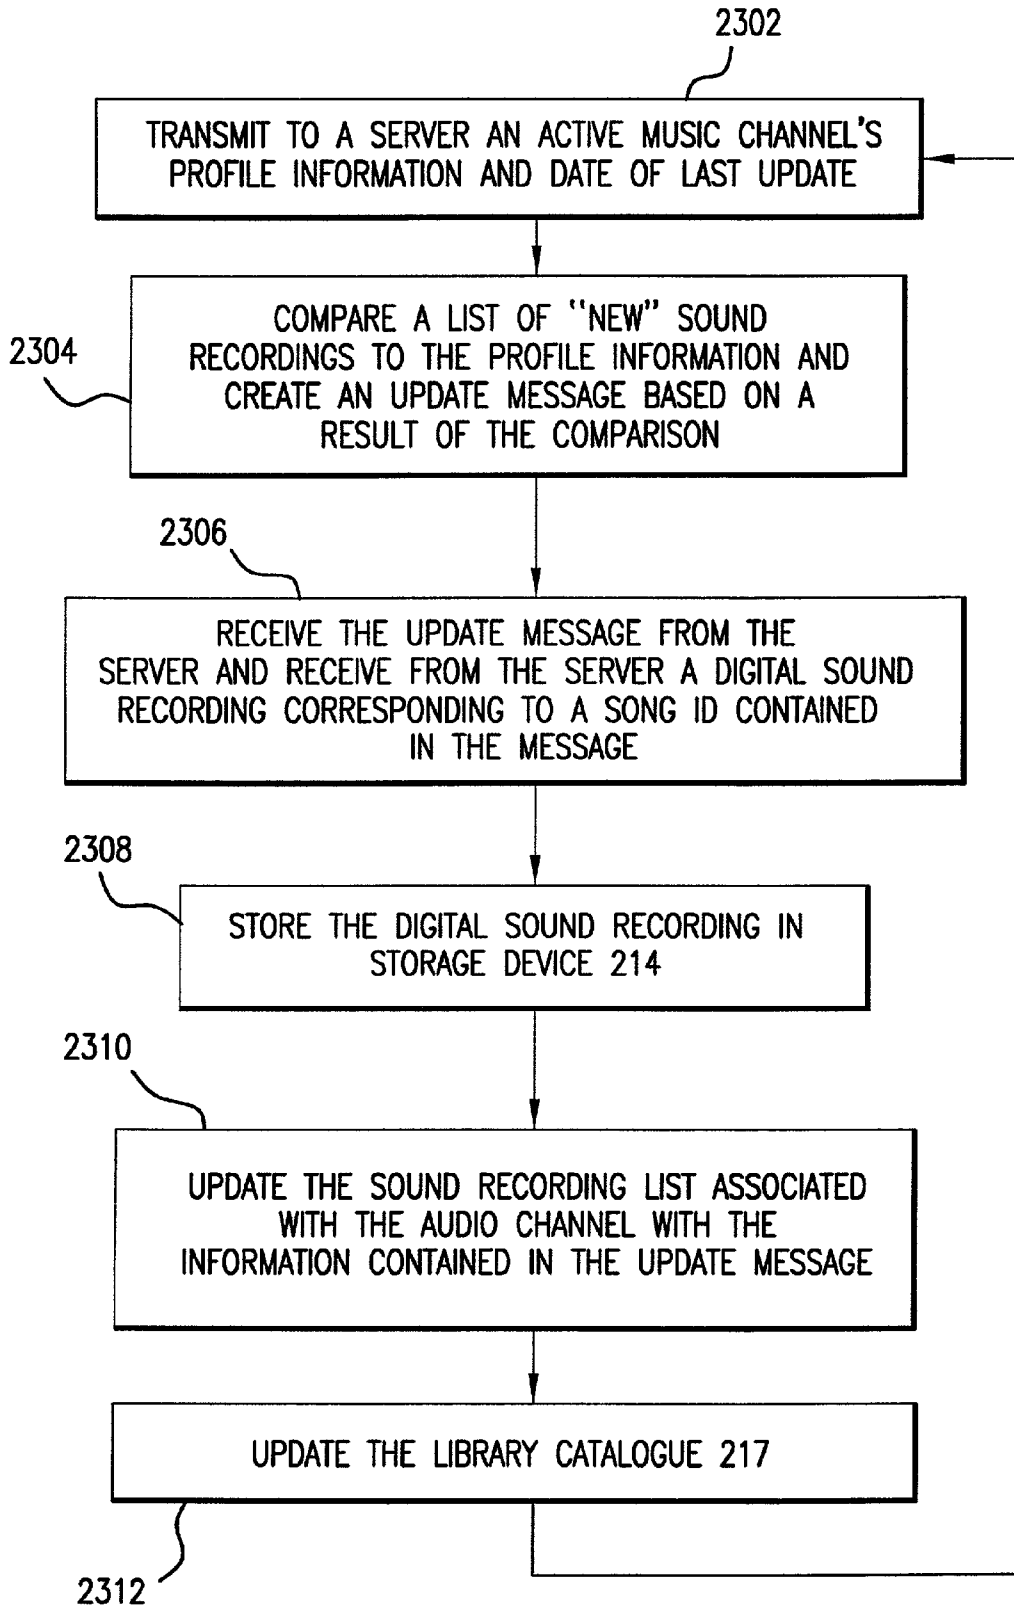 2302
TRANSMIT TO A SERVER AN ACTIVE MUSIC CHANNEL'S
PROFILE INFORMATION AND DATE OF LAST UPDATE
2304
COMPARE A LIST OF "NEW" SOUND
RECORDINGS TO THE PROFILE INFORMATION AND
CREATE AN UPDATE MESSAGE BASED ON A
RESULT OF THE COMPARISON
2306
RECEIVE THE UPDATE MESSAGE FROM THE
SERVER AND RECEIVE FROM THE SERVER A DIGITAL SOUND
RECORDING CORRESPONDING TO A SONG ID CONTAINED
IN THE MESSAGE
2308
STORE THE DIGITAL SOUND RECORDING IN
STORAGE DEVICE 214
2310
UPDATE THE SOUND RECORDING LIST ASSOCIATED
WITH THE AUDIO CHANNEL WITH THE
INFORMATION CONTAINED IN THE UPDATE MESSAGE
UPDATE THE LIBRARY CATALOGUE 217
2312